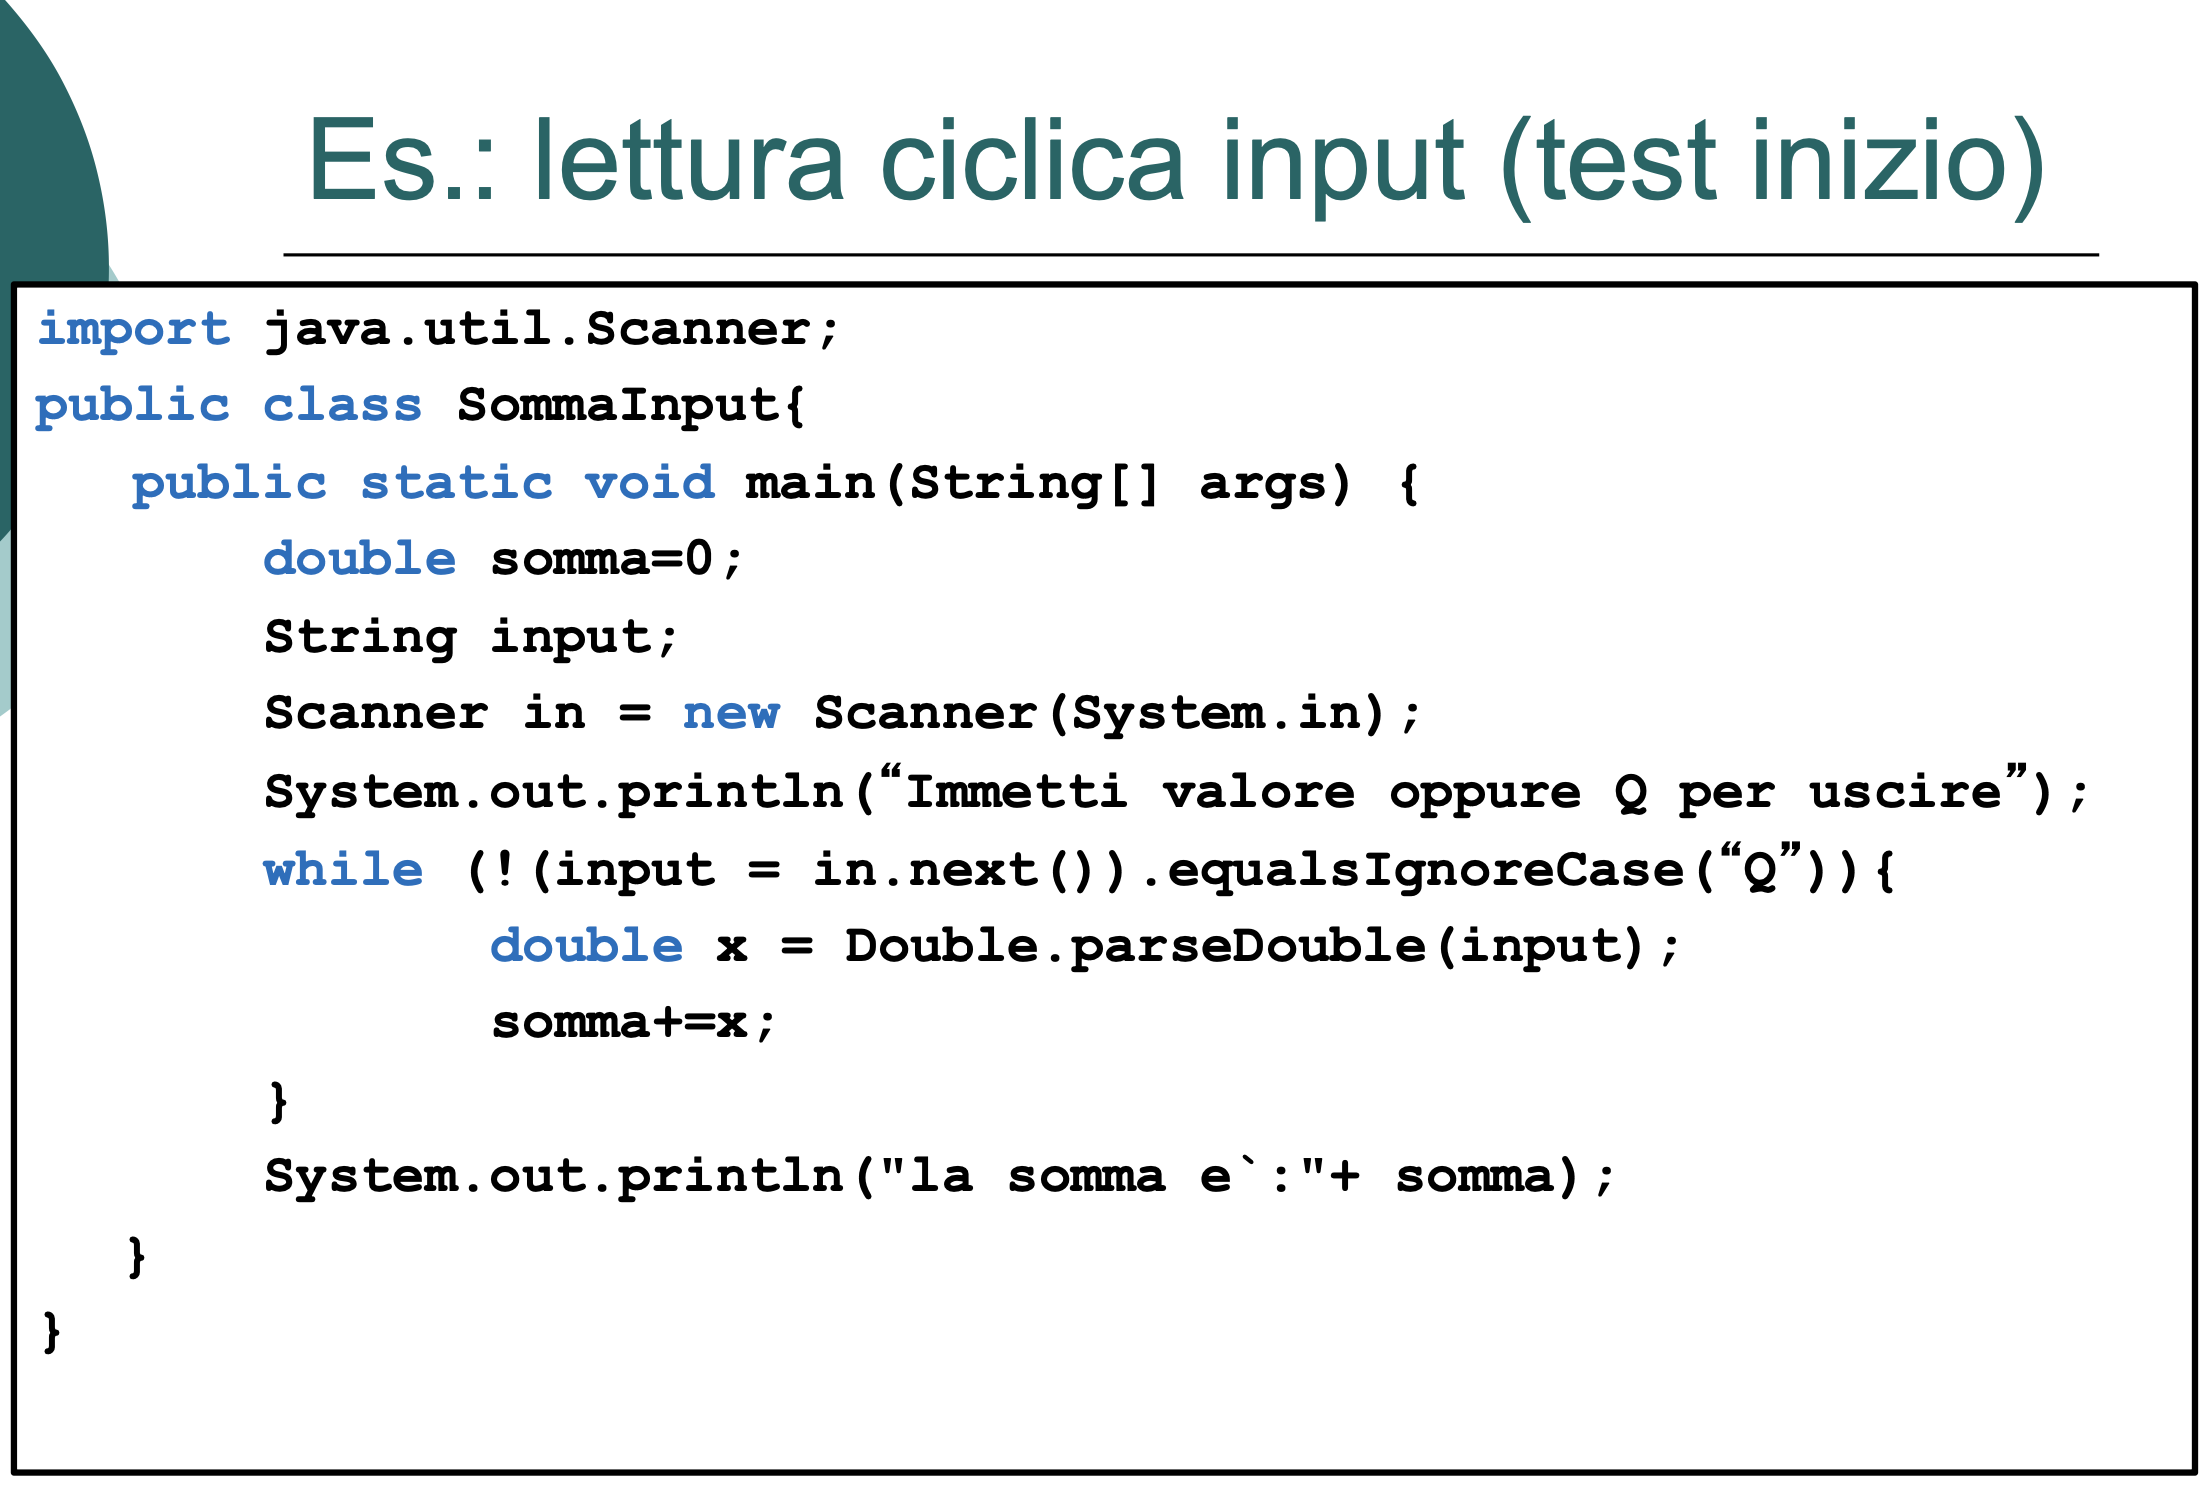 Es.: lettura ciclica input (test inizio)
import java.util.Scanner;
public class SommaInput{
public static void main(String[] args) {
double somma=0;
String input;
Scanner in = new Scanner(System.in);
System.out.println(“Immetti valore oppure Q per uscire”);
while (!(input = in.next()).equalsIgnoreCase(“Q”)){
double x = Double.parseDouble(input);
somma+=x;
}
System.out.println("la somma e`:"+ somma);
}
}